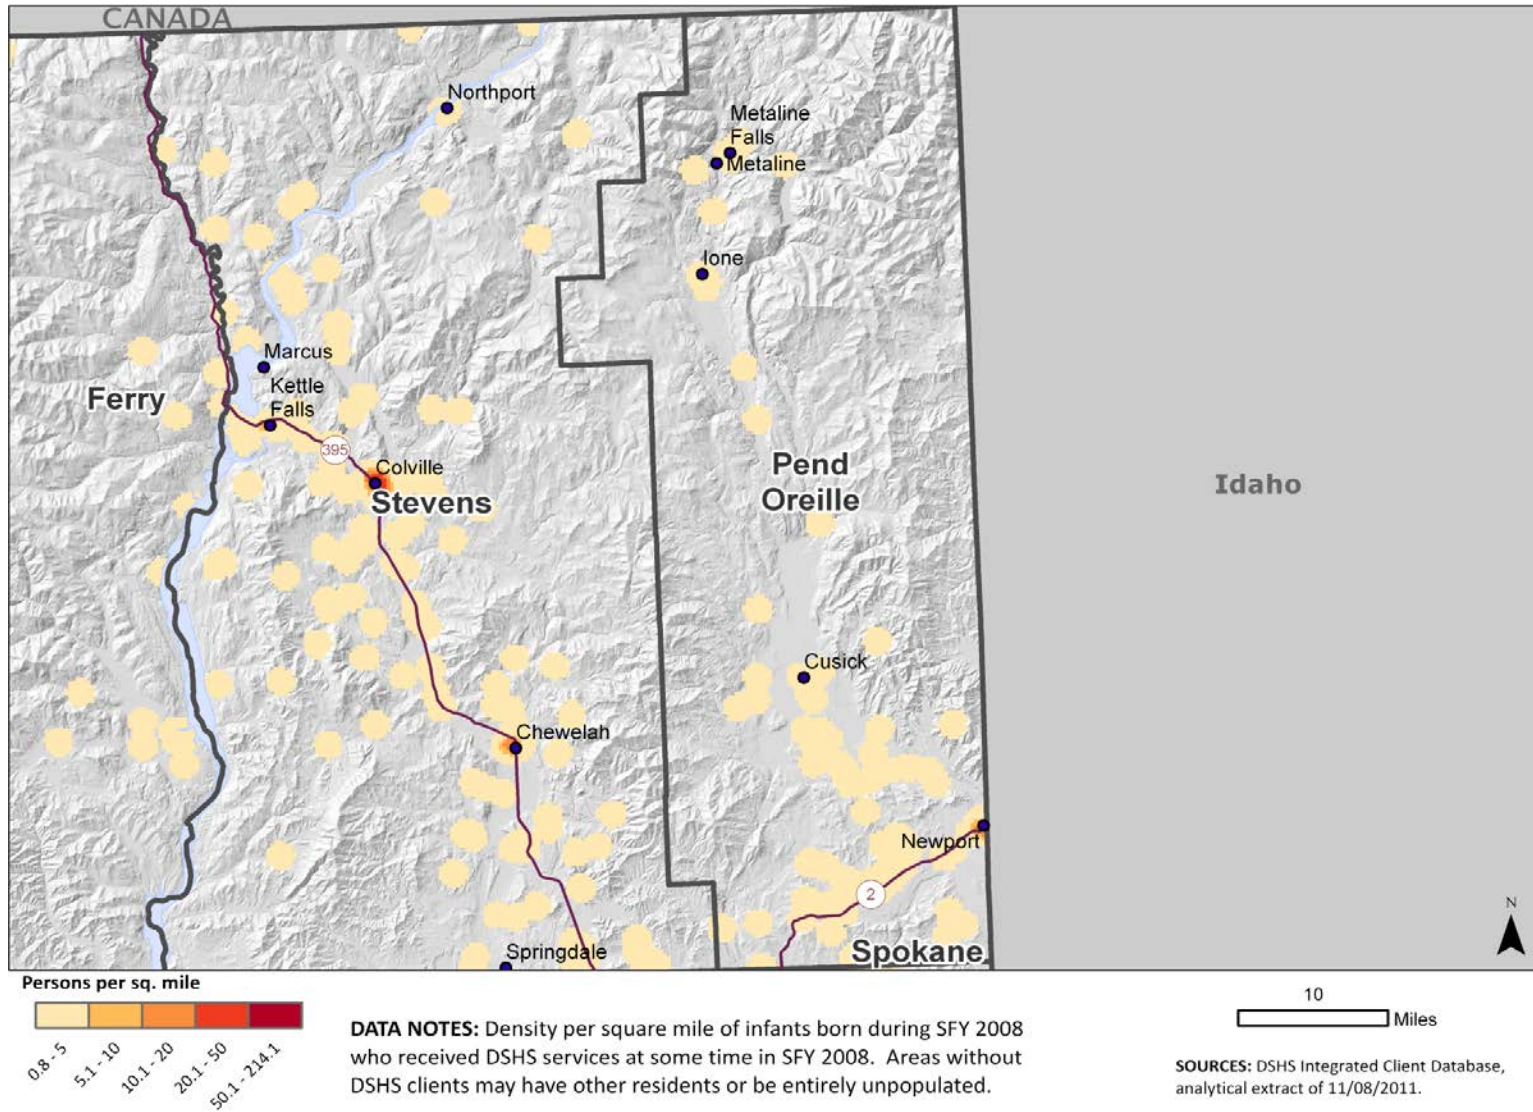 CANADA
Northport
Metaline
Falls
Metaline
Ione
Marcus
Kettle
Falls
Ferry
395
Colville
Stevens
Pend
Oreille
Idaho
Cusick
Chewelah
Newport
2
Springdale
Spokane
N
Persons per sq. mile
0.8 - 5
5.1 - 10
10.1 - 20
20.1 - 50
50.1 - 214.1
DATA NOTES: Density per square mile of infants born during SFY 2008
who received DSHS services at some time in SFY 2008. Areas without
DSHS clients may have other residents or be entirely unpopulated.
10
Miles
SOURCES: DSHS Integrated Client Database,
analytical extract of 11/08/2011.